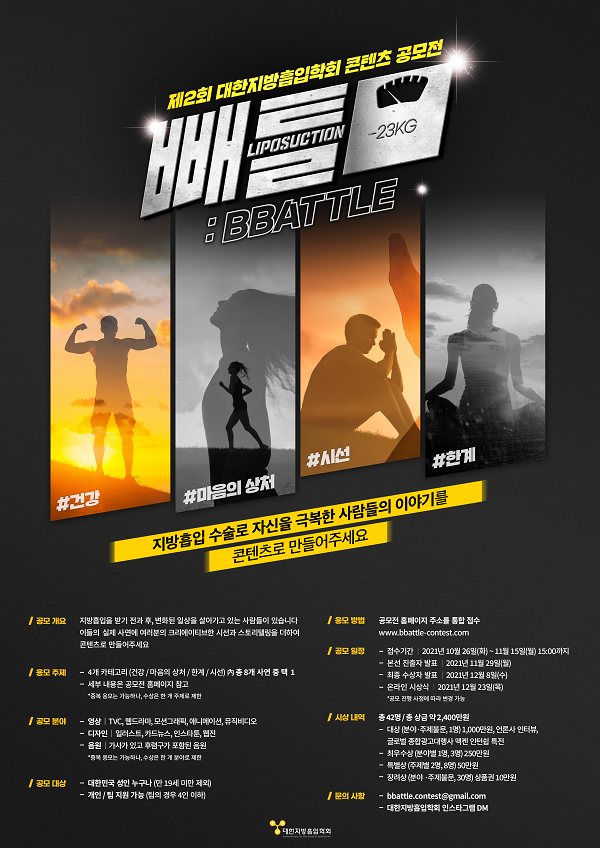 제2회 대한지방흡입학회 콘텐츠 공모전
빼틀
LIPOSUCTION
-23KG
: BBATTLE
#건강
#마음의 상처
#시선
#한계
지방흡입 수술로 자신을 극복한 사람들의 이야기를
콘텐츠로 만들어주세요
공모 개요
지방흡입을 받기 전과 후, 변화된 일상을 살아가고 있는 사람들이 있습니다
이들의 실제 사연에 여러분의 크리에이티브한 시선과 스토리텔링을 더하여
콘텐츠로 만들어주세요
응모 주제
- 4개 카테고리 (건강 / 마음의 상처 / 한계 / 시선) 內 총 8개 사연 중 택 1
- 세부 내용은 공모전 홈페이지 참고
*중복 응모는 가능하나, 수상은 한 개 주제로 제한
공모 분야
- 영상 | TVC, 웹드라마, 모션그래픽, 애니메이션, 뮤직비디오
- 디자인 | 일러스트, 카드뉴스, 인스타툰, 웹진
- 음원 | 가사가 있고 후렴구가 포함된 음원
*중복 응모는 가능하나, 수상은 한 개 분야로 제한
공모 대상
- 대한민국 성인 누구나 (만 19세 미만 제외)
- 개인 / 팀 지원 가능 (팀의 경우 4인 이하)
응모 방법
공모전 홈페이지 주소를 통합 접수
www.bbattle-contest.com
공모 일정
- 접수기간 | 2021년 10월 26일(화) ~ 11월 15일(월) 15:00까지
- 본선 진출자 발표 | 2021년 11월 29일(월)
- 최종 수상자 발표 | 2021년 12월 8일(수)
- 온라인 시상식 | 2021년 12월 23일(목)
*공모 진행 사정에 따라 변경 가능
시상 내역
총 42명 / 총 상금 약 2,400만원
- 대상 (분야·주제불문, 1명) 1,000만원, 언론사 인터뷰,
글로벌 종합광고대행사 맥켄 인턴쉽 특전
- 최우수상 (분야별 1명, 3명) 250만원
- 특별상 (주제별 2명, 8명) 50만원
- 장려상 (분야·주제불문, 30명) 상품권 10만원
문의 사항
- bbattle.contest@gmail.com
- 대한지방흡입학회 인스타그램 DM
대한지방흡입학회